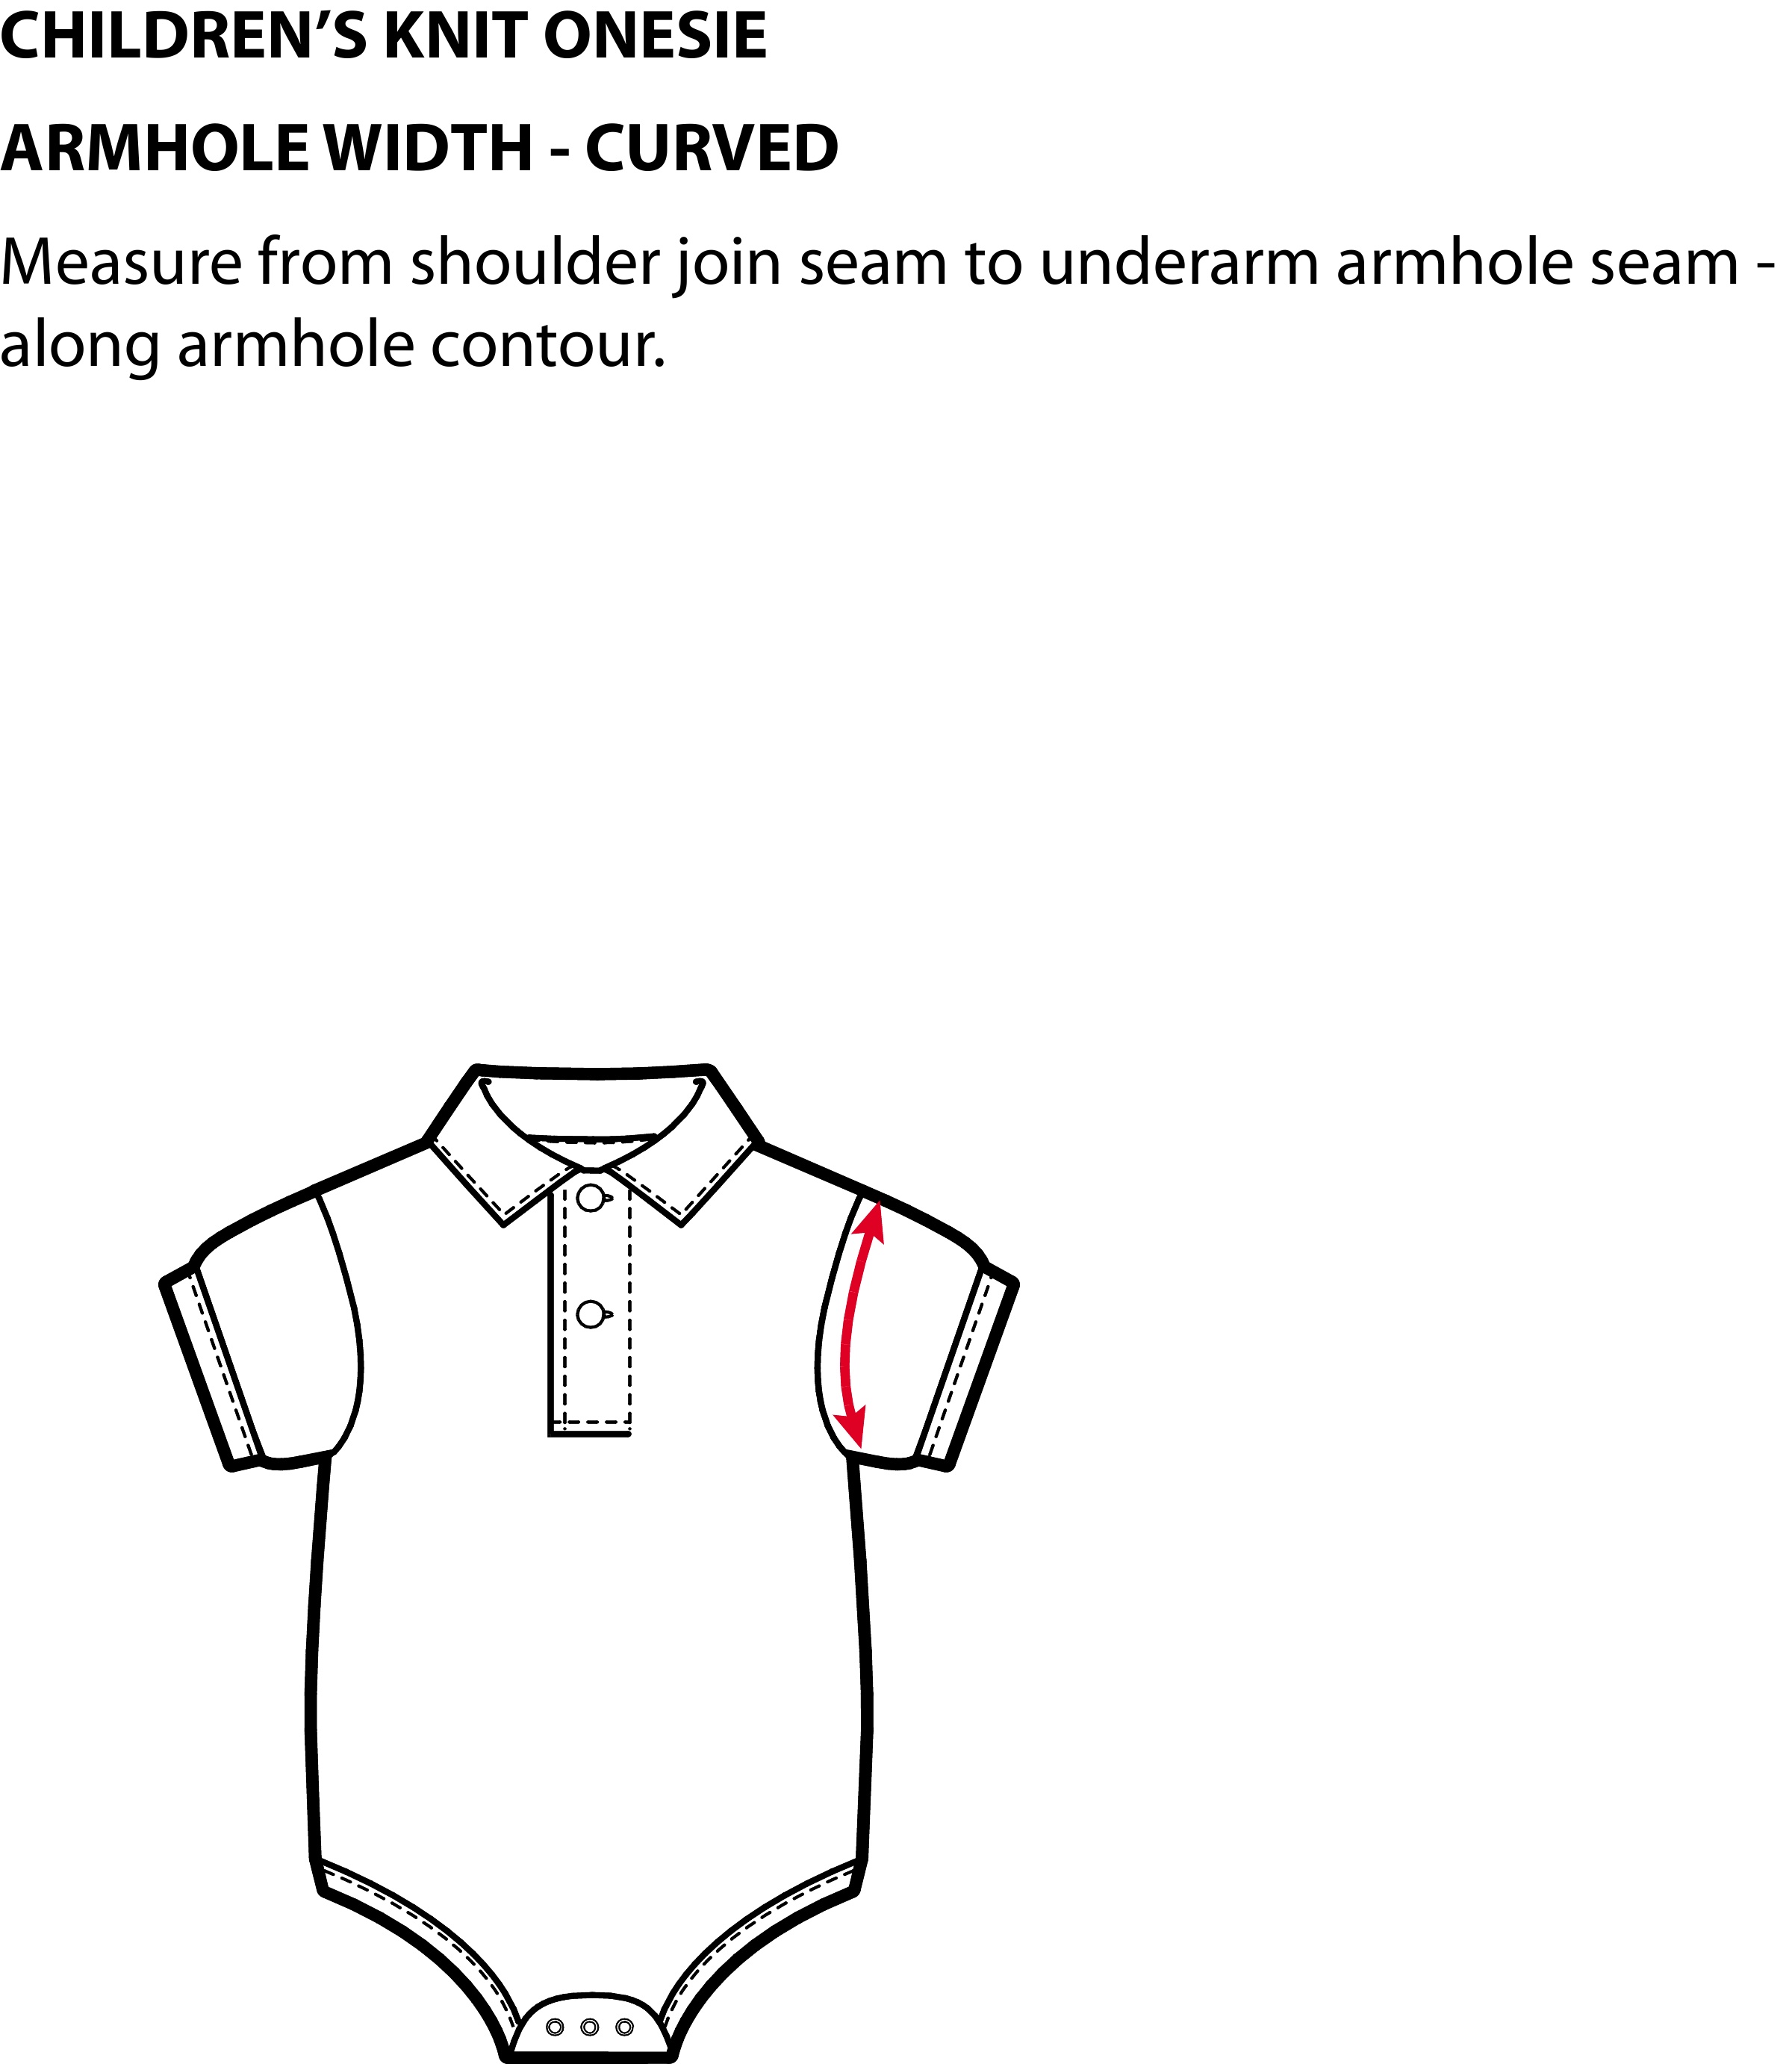 CHILDREN’S KNIT ONESIE
ARMHOLE WIDTH - CURVED
Measure from shoulder join seam to underarm armhole seam -
along armhole contour.